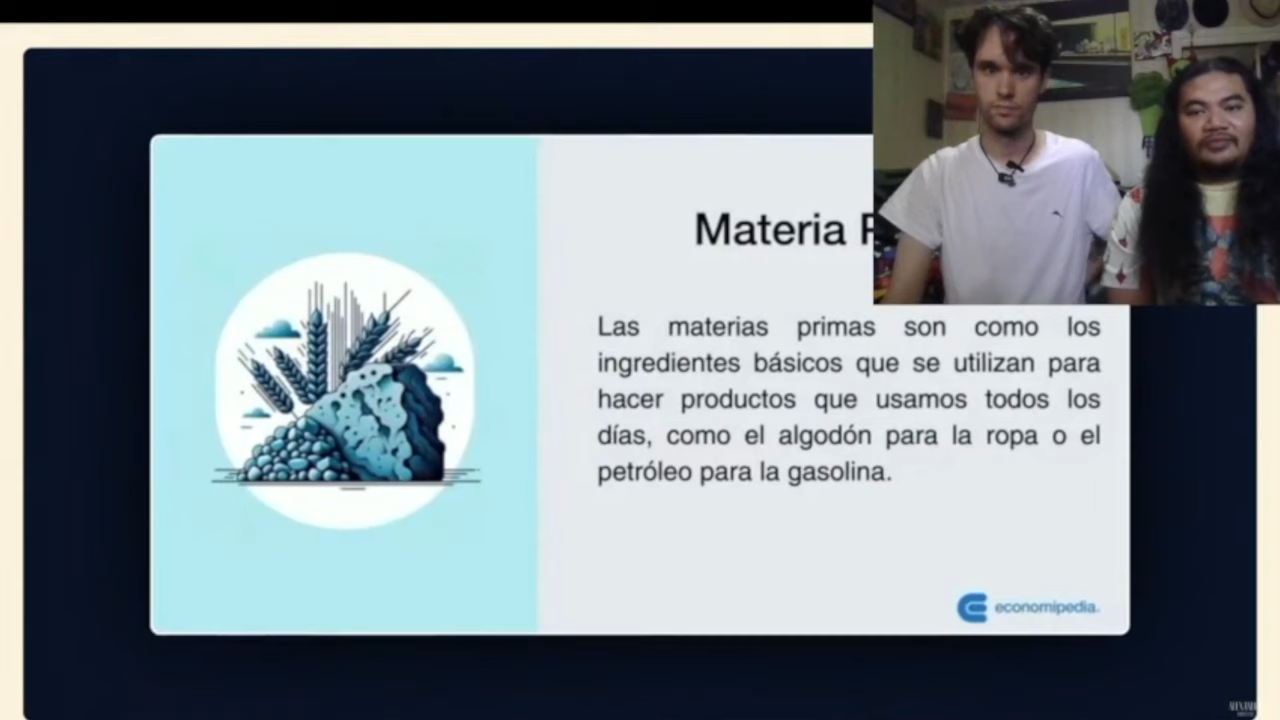 Materia
Las materias primas son como los
ingredientes básicos que se utilizan para
hacer productos que usamos todos los
días, como el algodón para la ropa o el
petróleo para la gasolina.
economipedia.